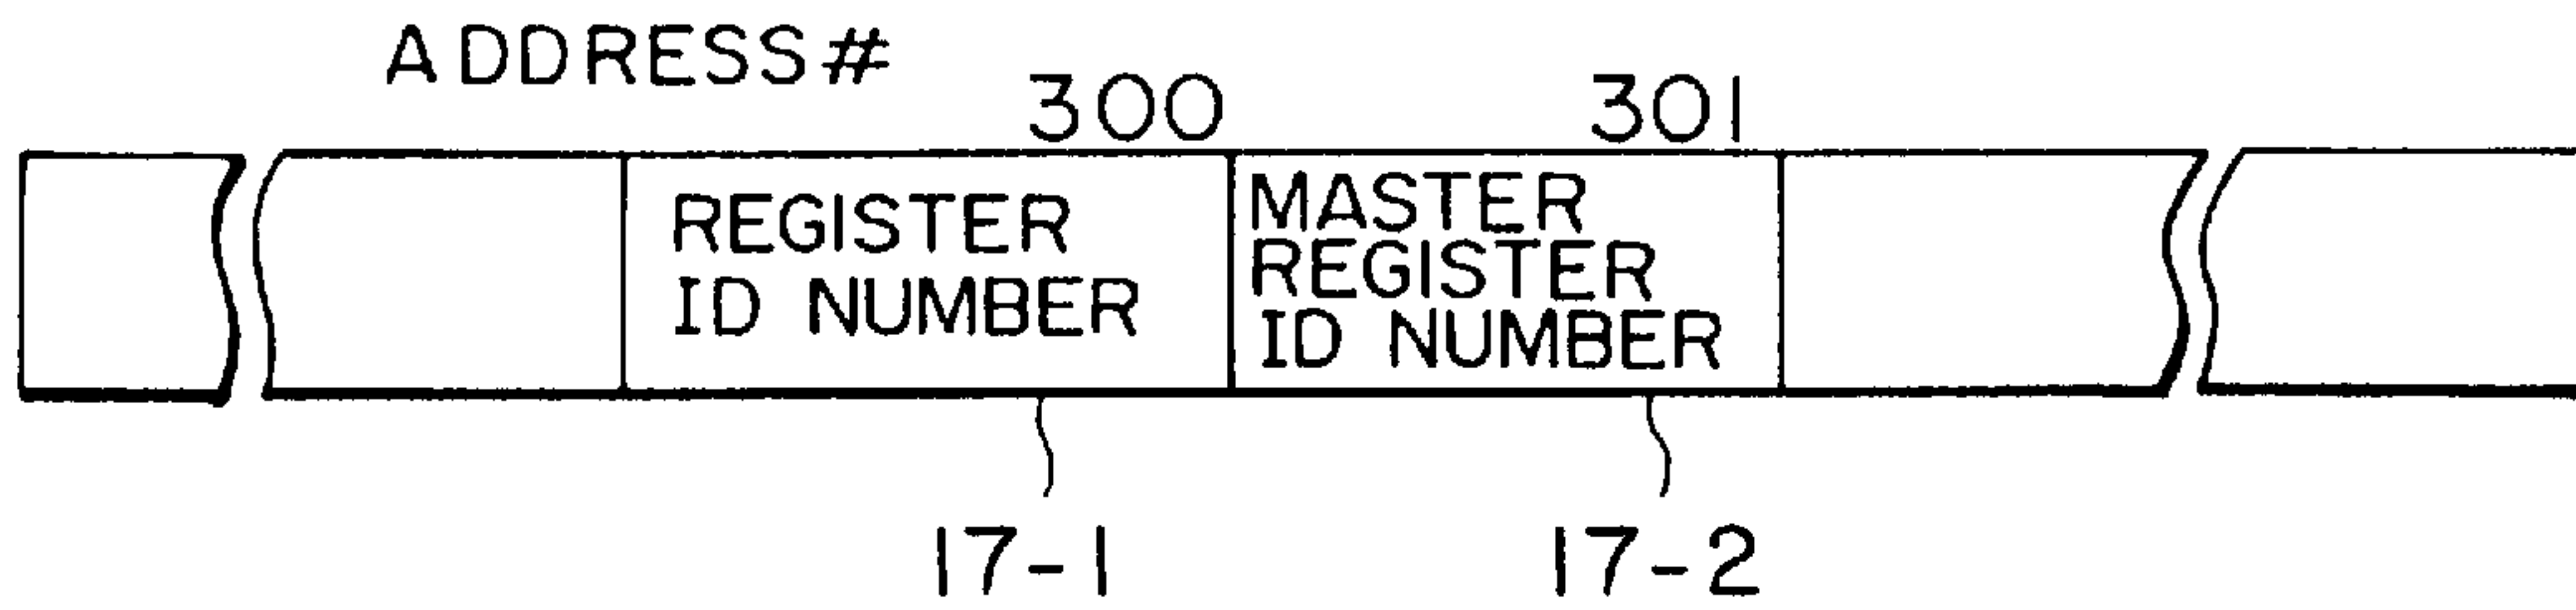 ADDRESS#
300 301
REGISTER
ID NUMBER
MASTER
REGISTER
ID NUMBER
17-1 17-2